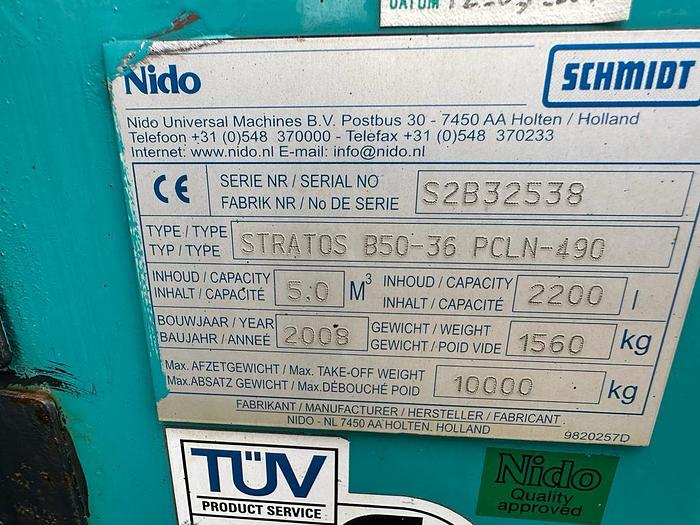 DATUM
Nido
SCHMIDT
Nido Universal Machines B.V. Postbus 30 - 7450 AA Holten / Holland
Telefoon +31 (0)548 370000 - Telefax +31 (0)548 370233
Internet: www.nido.nl E-mail: info@nido.nl
CE
SERIE NR / SERIAL NO
FABRIK NR / No DE SERIE
S2B32538
TYPE / TYPE
TYP / TYPE
STRATOS B50-36 PCLN-490
INHOUD / CAPACITY
INHALT / CAPACITÉ
5.0 M³
INHOUD / CAPACITY
INHALT / CAPACITÉ
2200 l
BOUWJAAR / YEAR
BAUJAHR / ANNEÉ
2008
GEWICHT / WEIGHT
GEWICHT / POID VIDE
1560 kg
Max. AFZETGEWICHT / Max. TAKE-OFF WEIGHT
Max.ABSATZ GEWICHT / Max.DÉBOUCHÉ POID
10000 kg
FABRIKANT / MANUFACTURER / HERSTELLER / FABRICANT
NIDO - NL 7450 AA HOLTEN. HOLLAND
9820257D
TÜV
PRODUCT SERVICE
Nido
Quality
approved